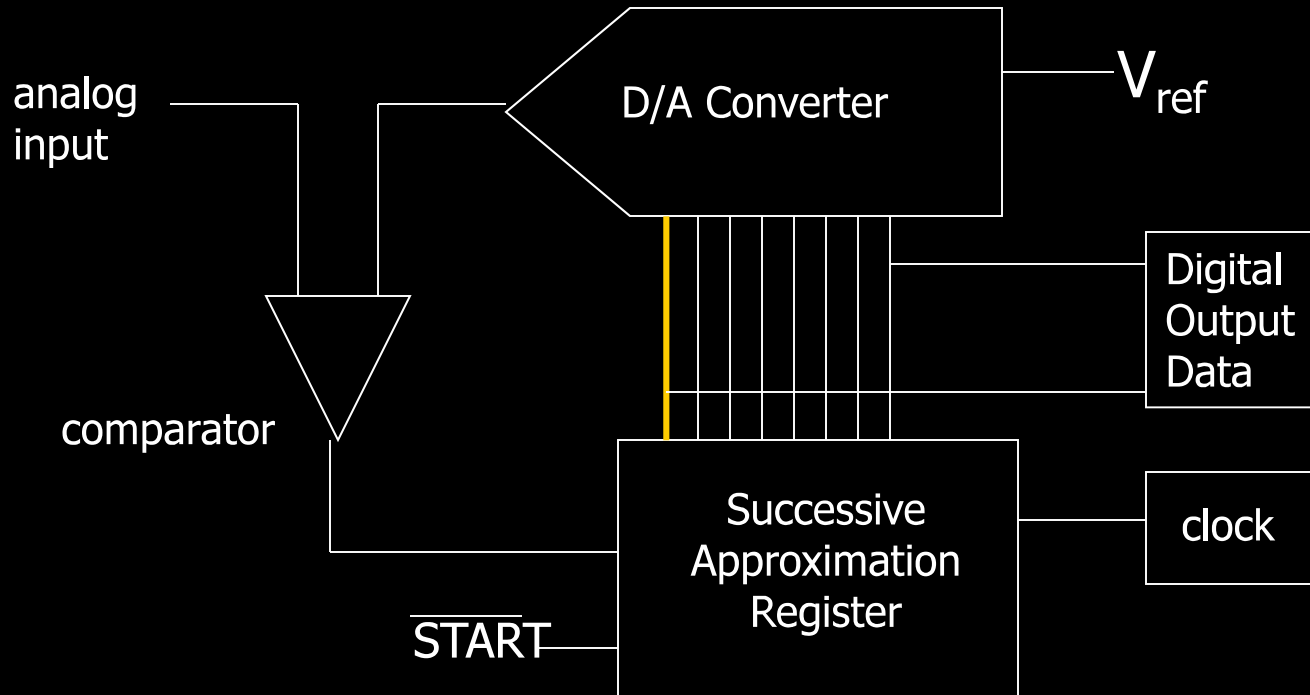 analog
input
D/A Converter
Vref
Digital
Output
Data
comparator
Successive
Approximation
Register
clock
START